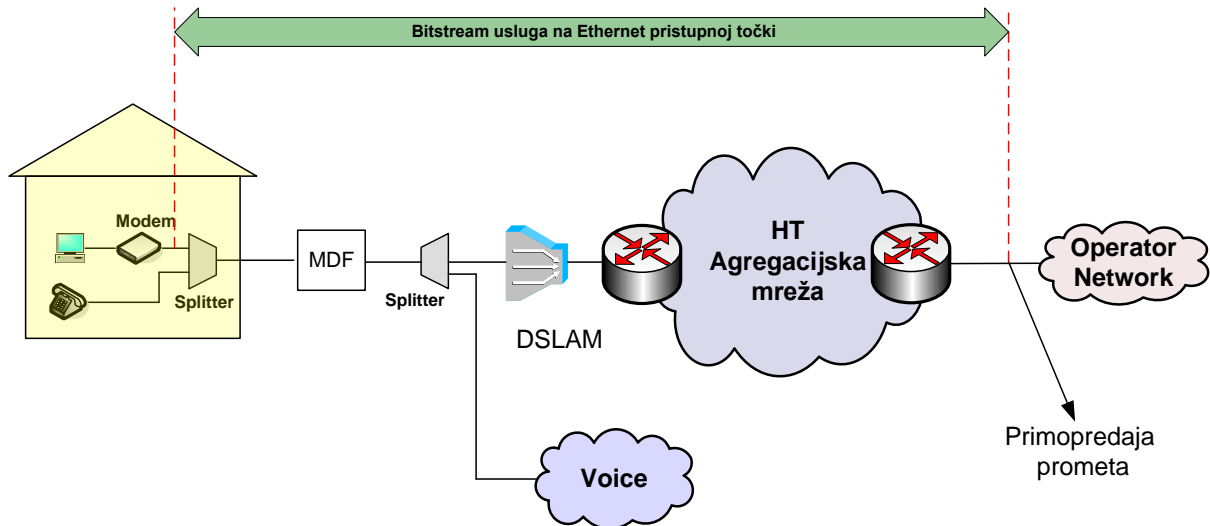 Bitstream usluga na Ethernet pristupnoj točki
Modem
Splitter
MDF
Splitter
DSLAM
HT
Agregacijska
mreža
Operator
Network
Voice
Primopredaja
prometa